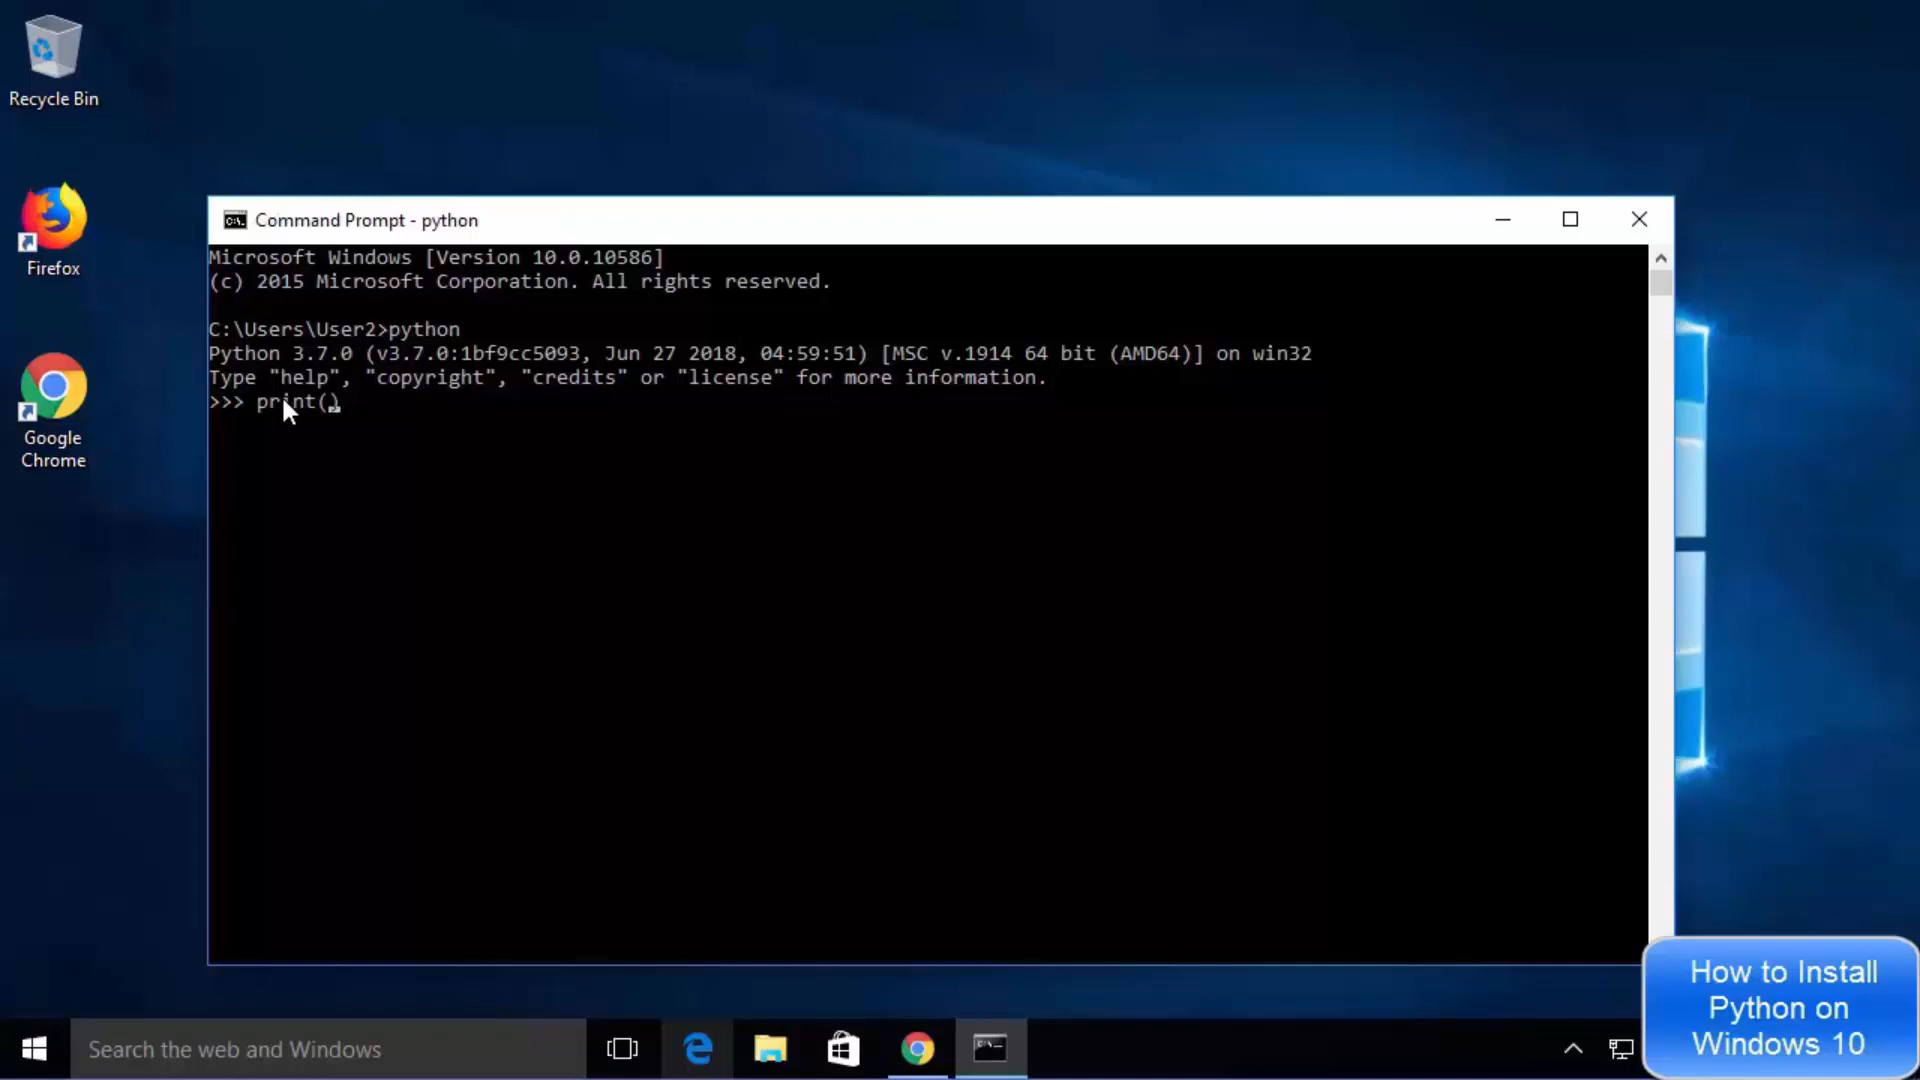 Recycle Bin
Firefox
Google
Chrome
Command Prompt - python
Microsoft Windows [Version 10.0.10586]
(c) 2015 Microsoft Corporation. All rights reserved.
C:\Users\User2>python
Python 3.7.0 (v3.7.0:1bf9cc5093, Jun 27 2018, 04:59:51) [MSC v.1914 64 bit (AMD64)] on win32
Type "help", "copyright", "credits" or "license" for more information.
>>> print()
Search the web and Windows
How to Install
Python on
Windows 10